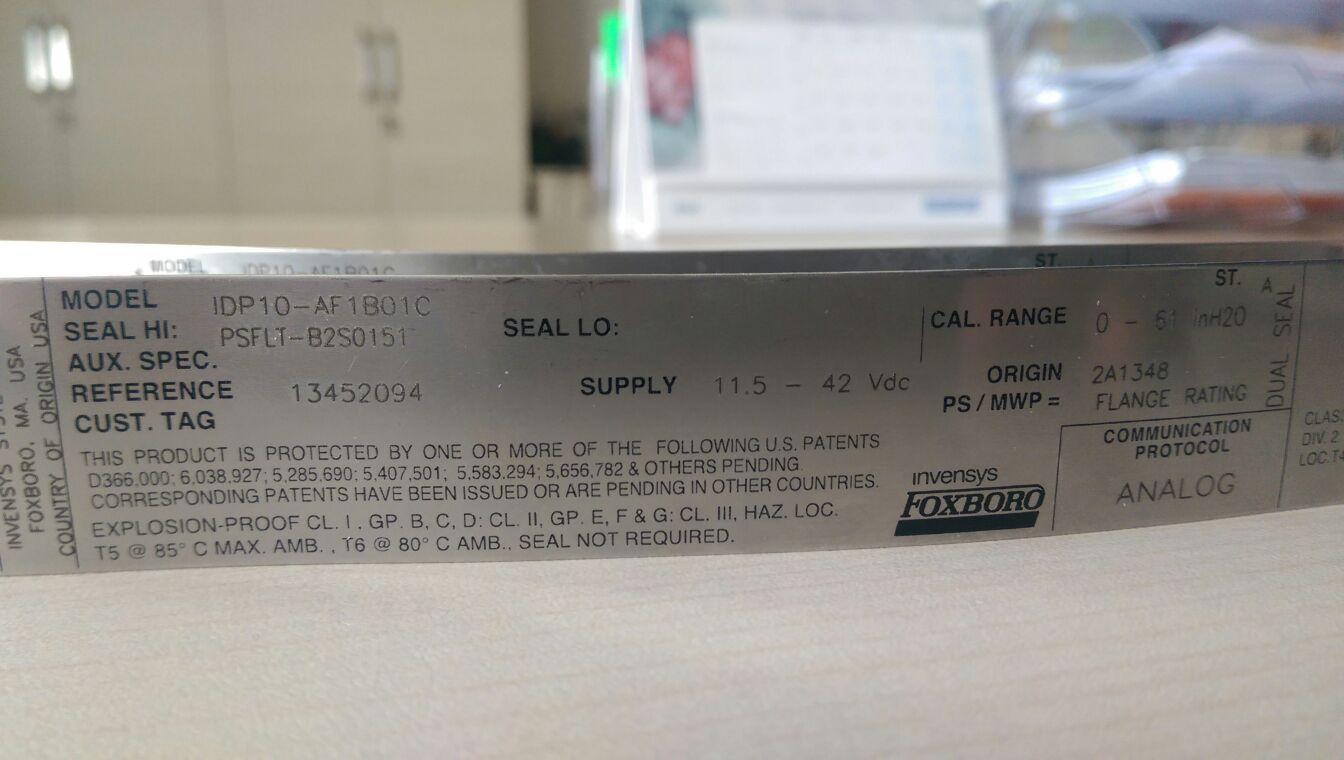 MODEL IDP10-AF1B01C
ST.
MODEL IDP10-AF1B01C
SEAL HI: PSFLT-B2S0151
SEAL LO:
AUX. SPEC.
REFERENCE 13452094
SUPPLY 11.5 - 42 Vdc
CUST. TAG
ST. A
CAL. RANGE 0 - 61 inH20
ORIGIN 2A1348
PS / MWP = FLANGE RATING
DUAL SEAL
THIS PRODUCT IS PROTECTED BY ONE OR MORE OF THE FOLLOWING U.S. PATENTS
D366,000; 6,038,927; 5,285,690; 5,407,501; 5,583,294; 5,656,782 & OTHERS PENDING.
CORRESPONDING PATENTS HAVE BEEN ISSUED OR ARE PENDING IN OTHER COUNTRIES.
EXPLOSION-PROOF CL. I , GP. B, C, D: CL. II, GP. E, F & G: CL. III, HAZ. LOC.
T5 @ 85° C MAX. AMB. , T6 @ 80° C AMB., SEAL NOT REQUIRED.
invensys
FOXBORO
COMMUNICATION
PROTOCOL
ANALOG
INVENSYS
FOXBORO, MA. USA
COUNTRY OF ORIGIN USA
DIV. 2